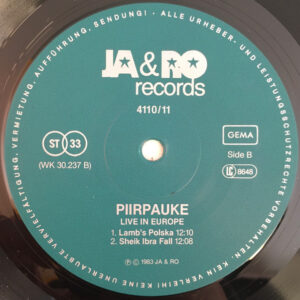 JA & RO
records
4110/11
ST 33
(WK 30.237 B)
GEMA
Side B
LC 8648
PIIRPAUKE
LIVE IN EUROPE
1. Lamb's Polska 12:10
2. Sheik Ibra Fall 12:08
Ⓟ © 1983 JA & RO
ALLE URHEBER- UND LEISTUNGSSCHUTZRECHTE VORBEHALTEN. KEIN VERLEIH! KEINE UNERLAUBTE VERVIELFÄLTIGUNG, VERMIETUNG, AUFFÜHRUNG, SENDUNG! -